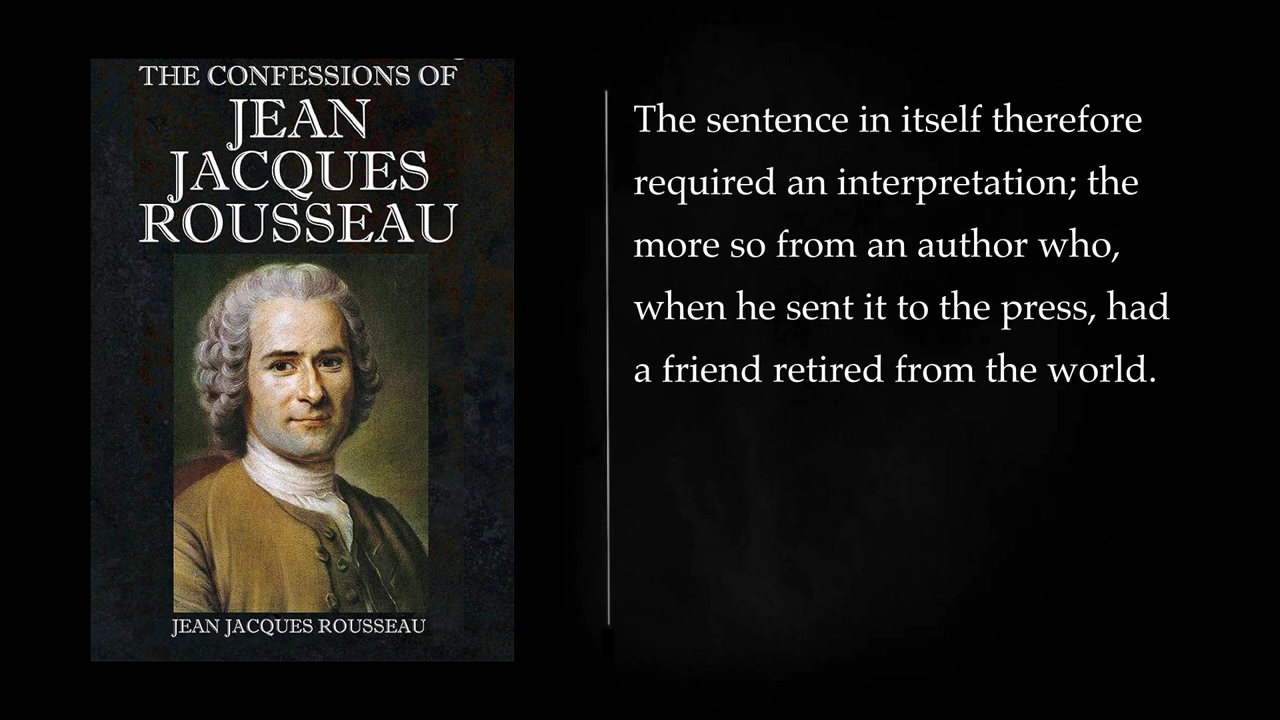 THE CONFESSIONS OF
JEAN
JACQUES
ROUSSEAU
JEAN JACQUES ROUSSEAU
The sentence in itself therefore
required an interpretation; the
more so from an author who,
when he sent it to the press, had
a friend retired from the world.